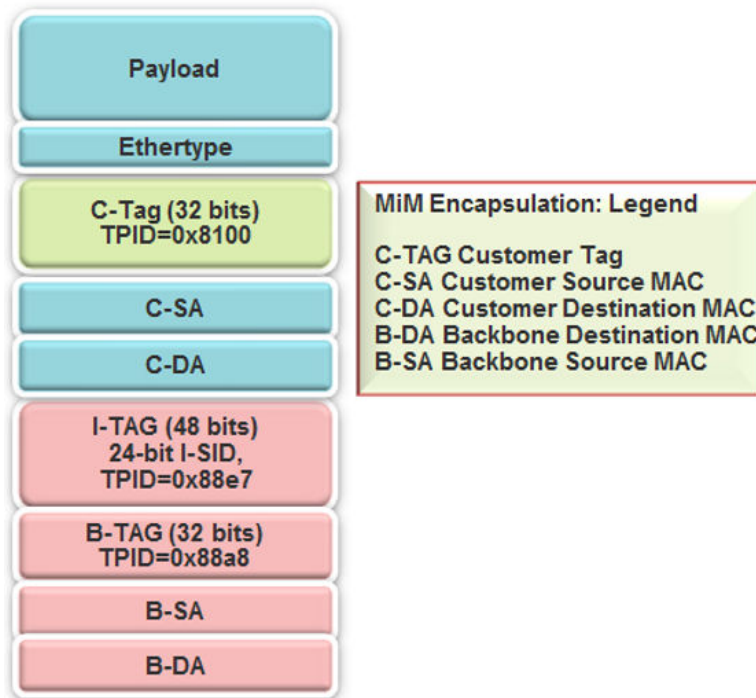 Payload
Ethertype
C-Tag (32 bits)
TPID=0x8100
C-SA
C-DA
I-TAG (48 bits)
24-bit I-SID,
TPID=0x88e7
B-TAG (32 bits)
TPID=0x88a8
B-SA
B-DA
MiM Encapsulation: Legend
C-TAG Customer Tag
C-SA Customer Source MAC
C-DA Customer Destination MAC
B-DA Backbone Destination MAC
B-SA Backbone Source MAC